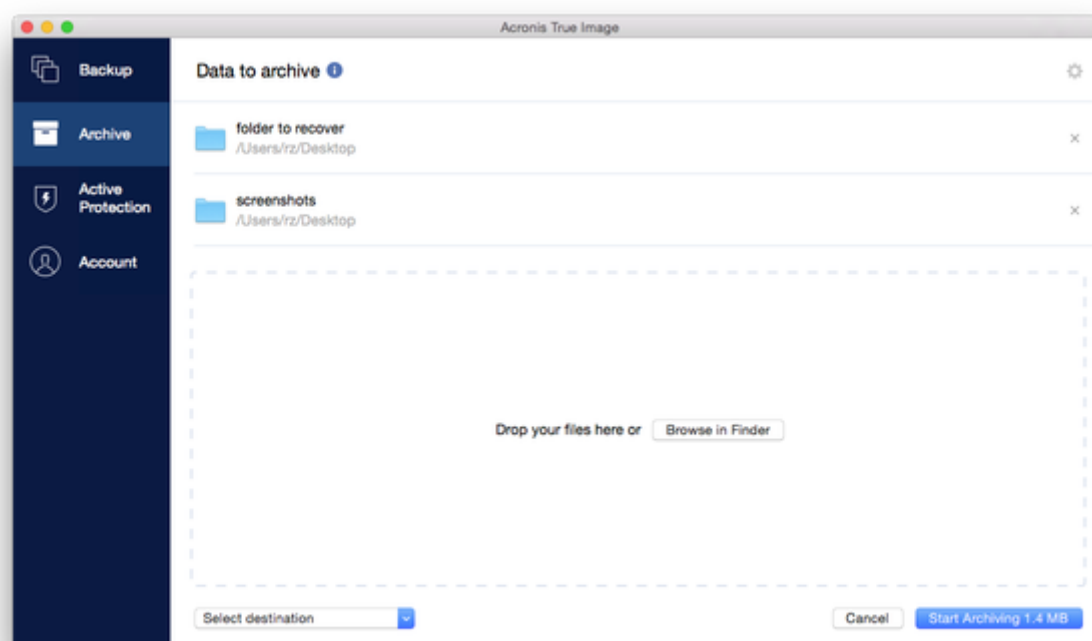 Acronis True Image
Backup
Archive
Active
Protection
Account
Data to archive
folder to recover
/Users/rz/Desktop
screenshots
/Users/rz/Desktop
Drop your files here or
Browse in Finder
Select destination
Cancel
Start Archiving 1.4 MB